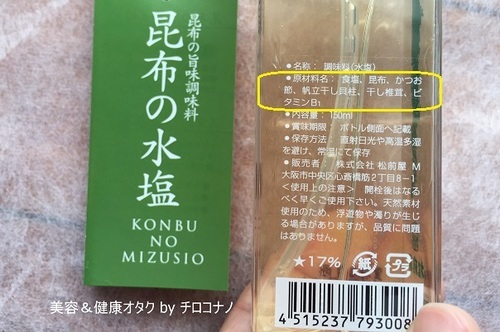 昆布の旨味調味料
昆布の水塩
KONBU
NO
MIZUSIO
●名称： 調味料(水塩)
●原材料名： 食塩、昆布、かつお
節、帆立干し貝柱、干し椎茸、ビ
タミンB₁
●内容量：150ml
●賞味期限： ボトル側面へ記載
●保存方法： 直射日光や高温多湿
を避け、常温にて保存
●販売者： 株式会社 松前屋 M
大阪市中央区心斎橋筋2丁目8−1
<使用上の注意> 開栓後はなる
べく早くご使用下さい。天然素材
使用のため、浮遊物や濁りが生じ
る場合がありますが、品質に問題
はありません。
★17%
紙
プラ
4 515237 793008
美容＆健康オタク by チロコナノ